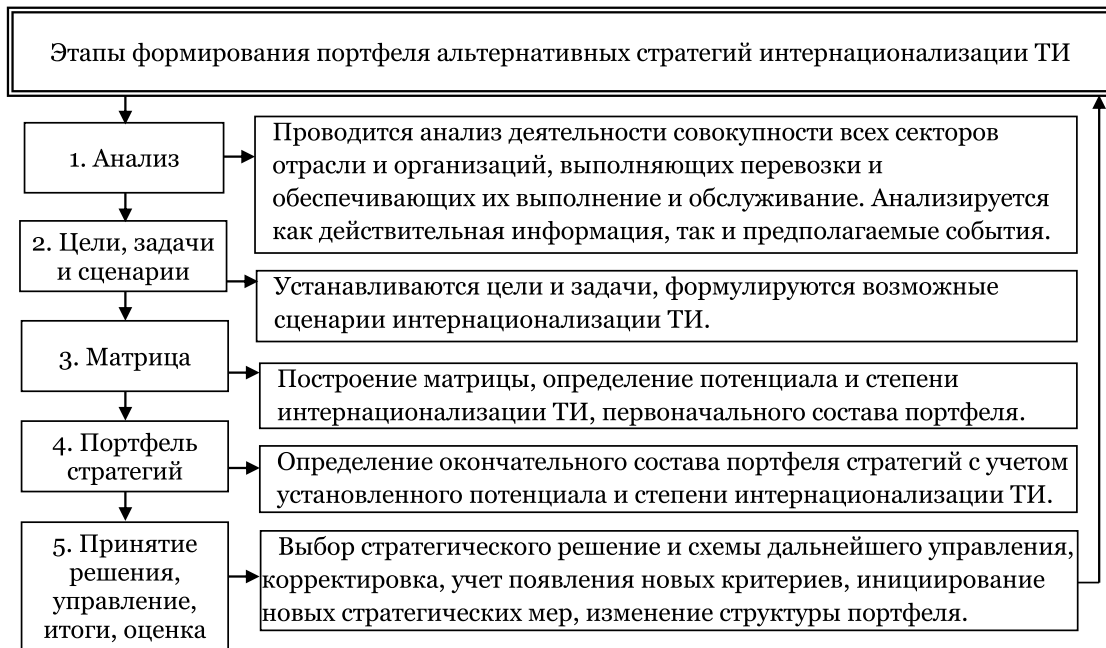 Этапы формирования портфеля альтернативных стратегий интернационализации ТИ
1. Анализ
Проводится анализ деятельности совокупности всех секторов
отрасли и организаций, выполняющих перевозки и
обеспечивающих их выполнение и обслуживание. Анализируется
как действительная информация, так и предполагаемые события.
2. Цели, задачи
и сценарии
Устанавливаются цели и задачи, формулируются возможные
сценарии интернационализации ТИ.
3. Матрица
Построение матрицы, определение потенциала и степени
интернационализации ТИ, первоначального состава портфеля.
4. Портфель
стратегий
Определение окончательного состава портфеля стратегий с учетом
установленного потенциала и степени интернационализации ТИ.
5. Принятие
решения,
управление,
итоги, оценка
Выбор стратегического решение и схемы дальнейшего управления,
корректировка, учет появления новых критериев, инициирование
новых стратегических мер, изменение структуры портфеля.